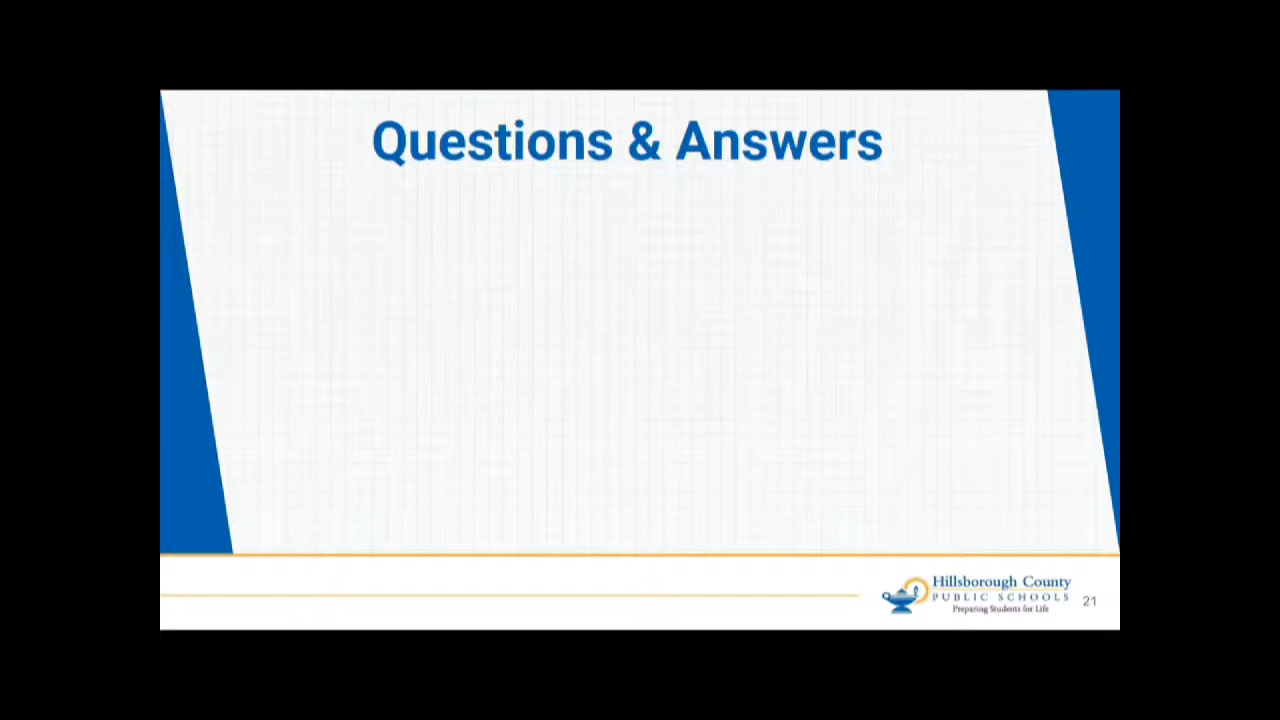 Questions & Answers
Hillsborough County
PUBLIC SCHOOLS
Preparing Students for Life
21